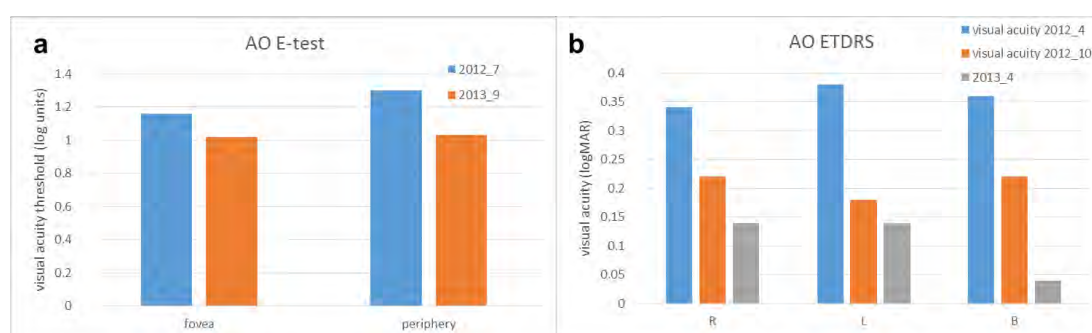 a
AO E-test
2012_7
2013_9
visual acuity threshold (log units)
1.4
1.2
1
0.8
0.6
0.4
0.2
0
fovea
periphery
b
AO ETDRS
visual acuity 2012_4
visual acuity 2012_10
2013_4
visual acuity (logMAR)
0.4
0.35
0.3
0.25
0.2
0.15
0.1
0.05
0
R
L
B